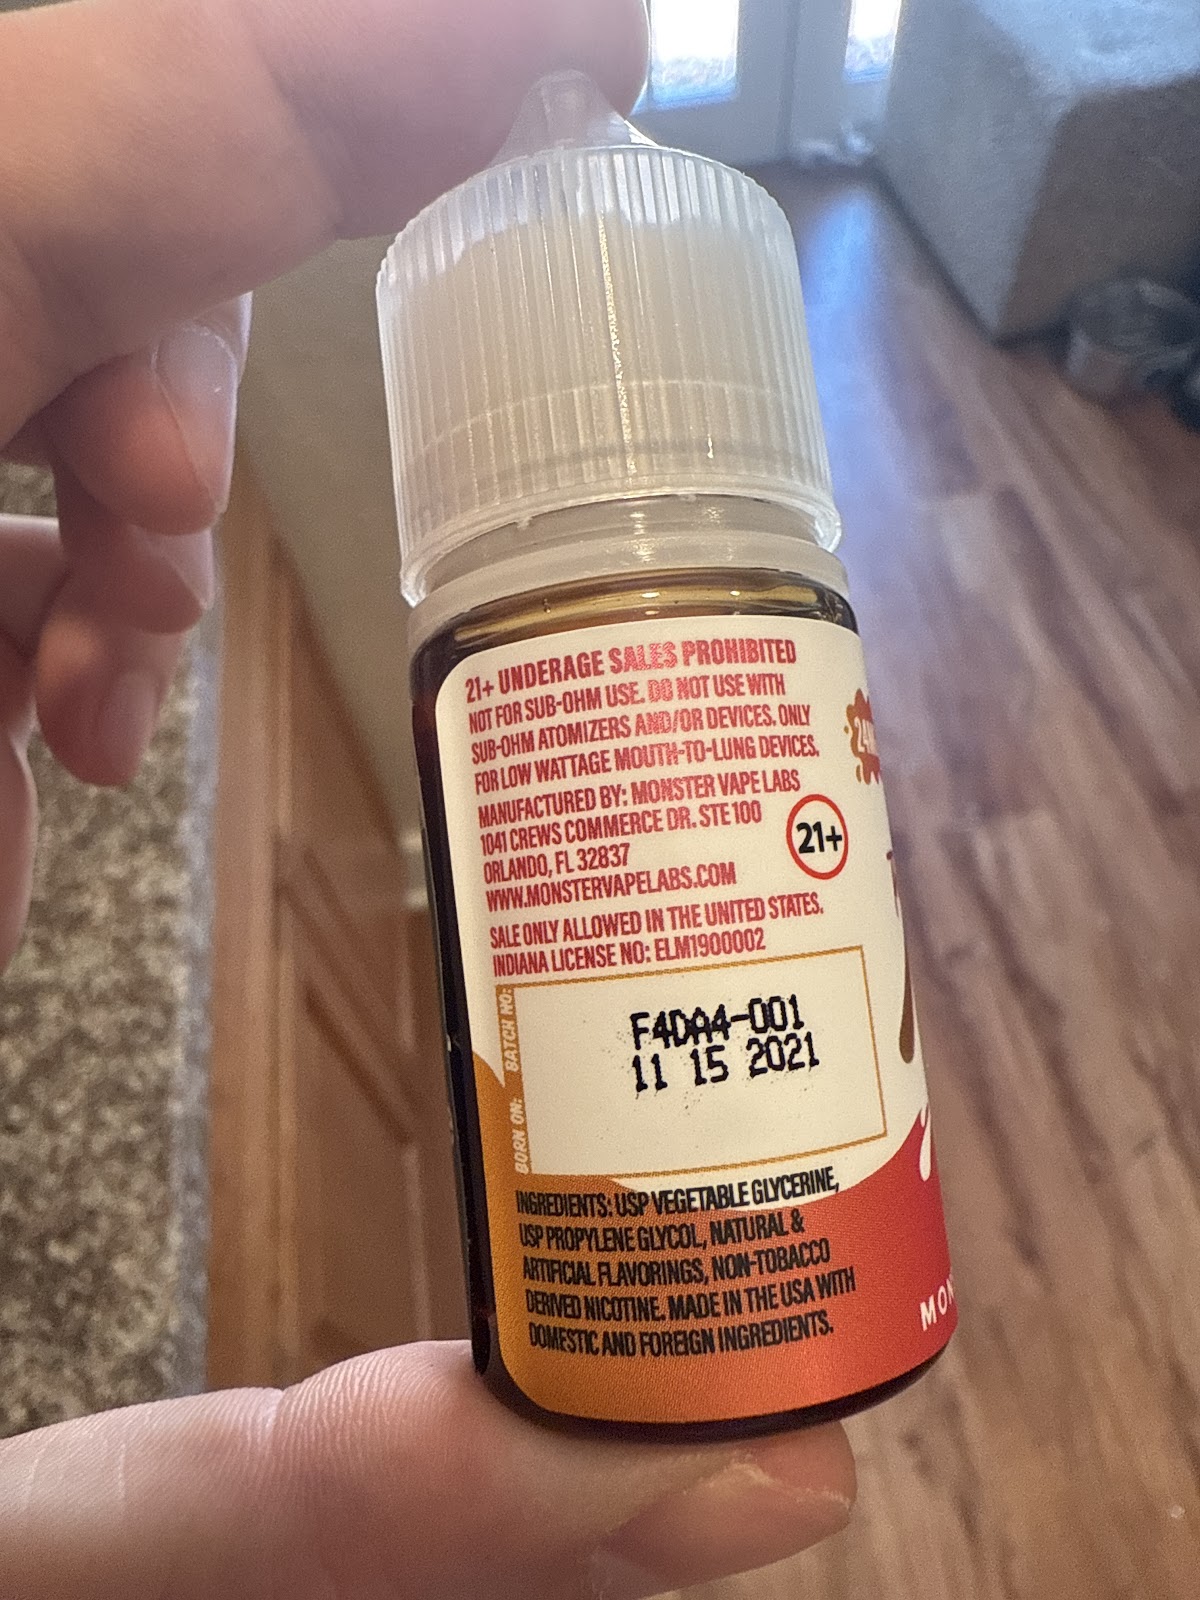 21+ UNDERAGE SALES PROHIBITED
NOT FOR SUB-OHM USE. DO NOT USE WITH
SUB-OHM ATOMIZERS AND/OR DEVICES. ONLY
FOR LOW WATTAGE MOUTH-TO-LUNG DEVICES.
MANUFACTURED BY: MONSTER VAPE LABS
1041 CREWS COMMERCE DR. STE 100
ORLANDO, FL 32837
WWW.MONSTERVAPELABS.COM
21+
SALE ONLY ALLOWED IN THE UNITED STATES.
INDIANA LICENSE NO: ELM1900002
BATCH NO:
F4DA4-001
BORN ON:
11 15 2021
INGREDIENTS: USP VEGETABLE GLYCERINE,
USP PROPYLENE GLYCOL, NATURAL &
ARTIFICIAL FLAVORINGS, NON-TOBACCO
DERIVED NICOTINE. MADE IN THE USA WITH
DOMESTIC AND FOREIGN INGREDIENTS.
24
MON